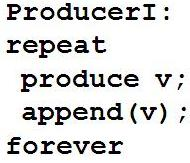 ProducerI:
repeat
produce v;
append(v);
forever